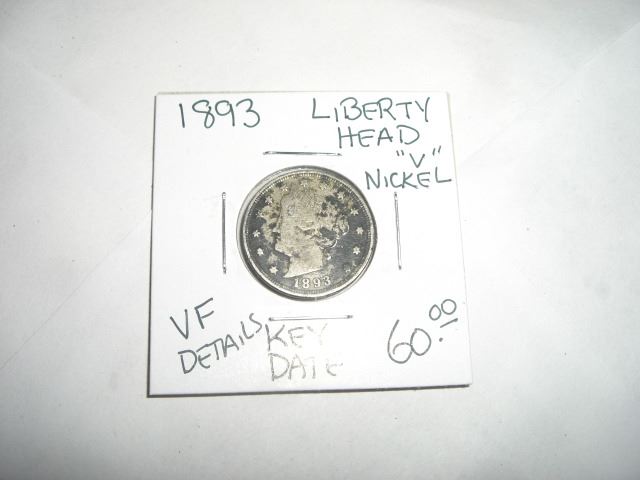 1893
LIBERTY
HEAD
"V"
NICKEL
1893
VF
DETAILS
KEY
DATE
60.00